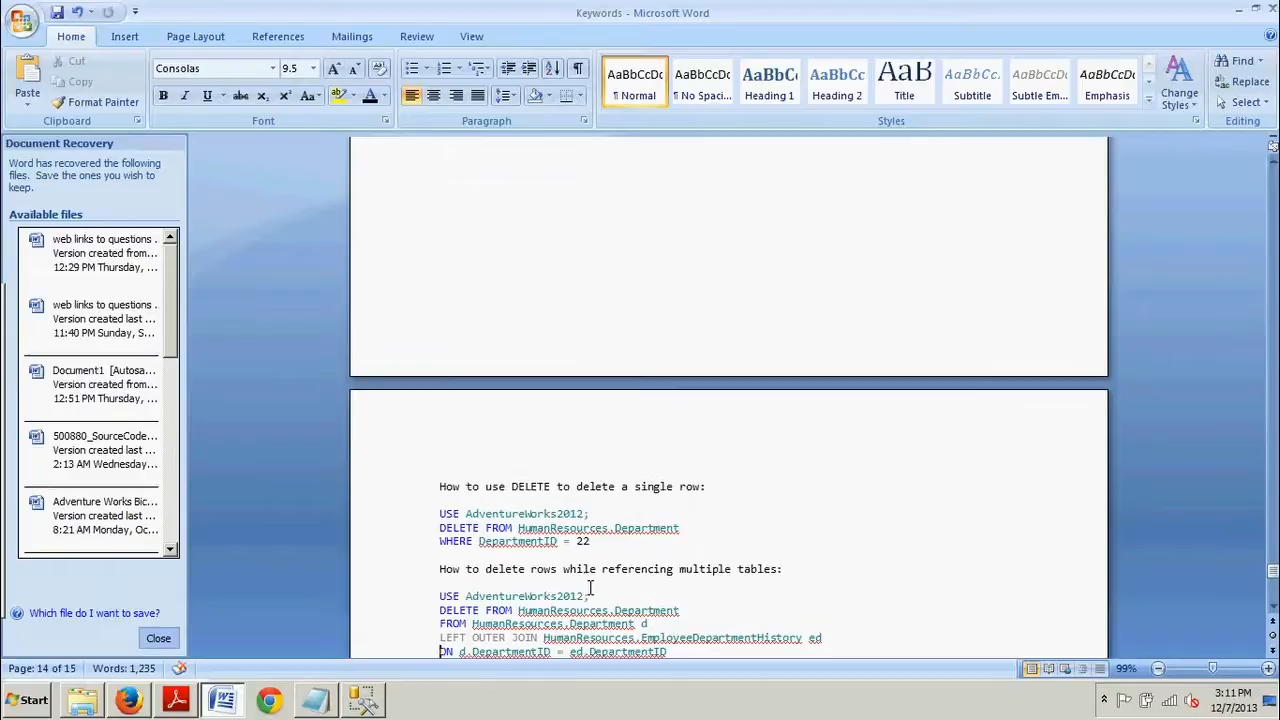 Keywords - Microsoft Word
Home Insert Page Layout References Mailings Review View
Paste
Cut
Copy
Format Painter
Clipboard
Consolas 9.5
Font
Paragraph
AaBbCcDc AaBbCcDc AaBbCc AaBbCc AaB AaBbCc. AaBbCcDc AaBbCcDc
¶ Normal ¶ No Spaci... Heading 1 Heading 2 Title Subtitle Subtle Em... Emphasis
Change Styles
Styles
Find
Replace
Select
Editing
Document Recovery
Word has recovered the following
files. Save the ones you wish to
keep.
Available files
web links to questions .
Version created from...
12:29 PM Thursday, ...
web links to questions .
Version created last ...
11:40 PM Sunday, S...
Document1 [Autosa...
Version created from...
12:51 PM Thursday, ...
500880_SourceCode...
Version created last ...
2:13 AM Wednesday...
Adventure Works Bic...
Version created last ...
8:21 AM Monday, Oc...
Which file do I want to save?
Close
How to use DELETE to delete a single row:
USE AdventureWorks2012;
DELETE FROM HumanResources.Department
WHERE DepartmentID = 22
How to delete rows while referencing multiple tables:
USE AdventureWorks2012;
DELETE FROM HumanResources.Department
FROM HumanResources.Department d
LEFT OUTER JOIN HumanResources.EmployeeDepartmentHistory ed
ON d.DepartmentID = ed.DepartmentID
Page: 14 of 15 Words: 1,235 99%
Start
3:11 PM
12/7/2013